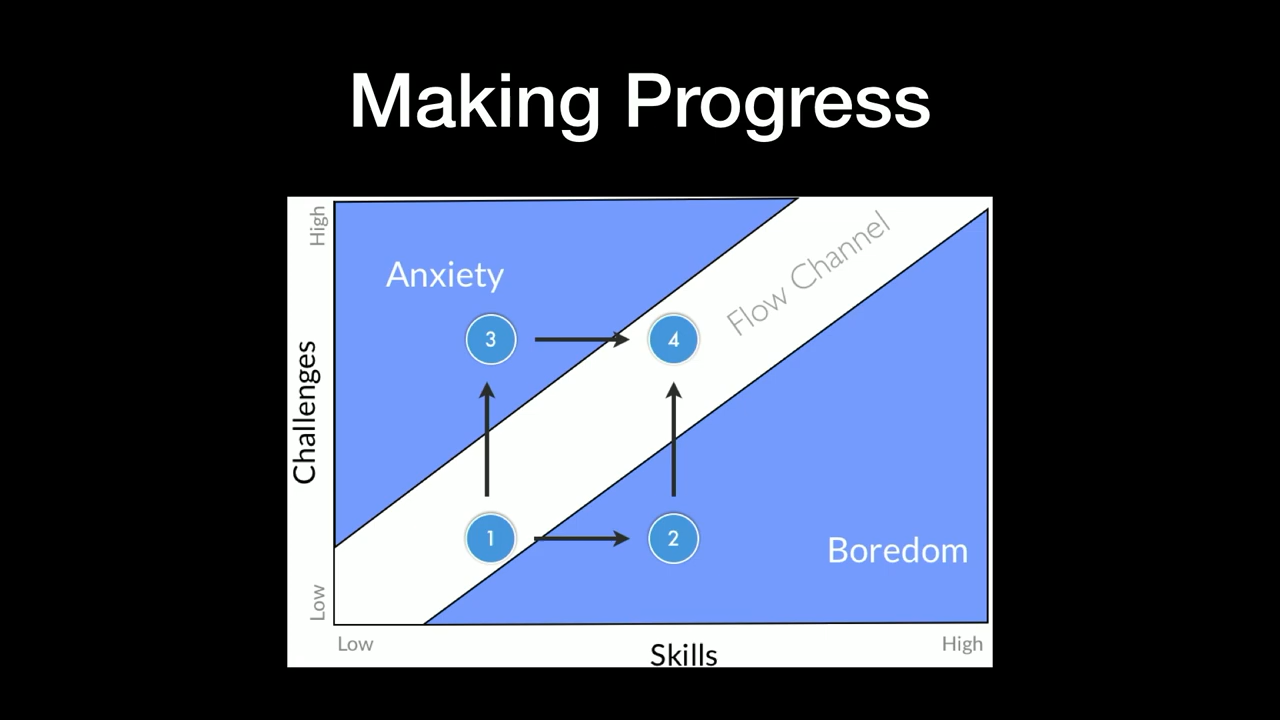 Making Progress
High
Anxiety
Flow Channel
3
4
Challenges
1
2
Boredom
Low
Low
High
Skills